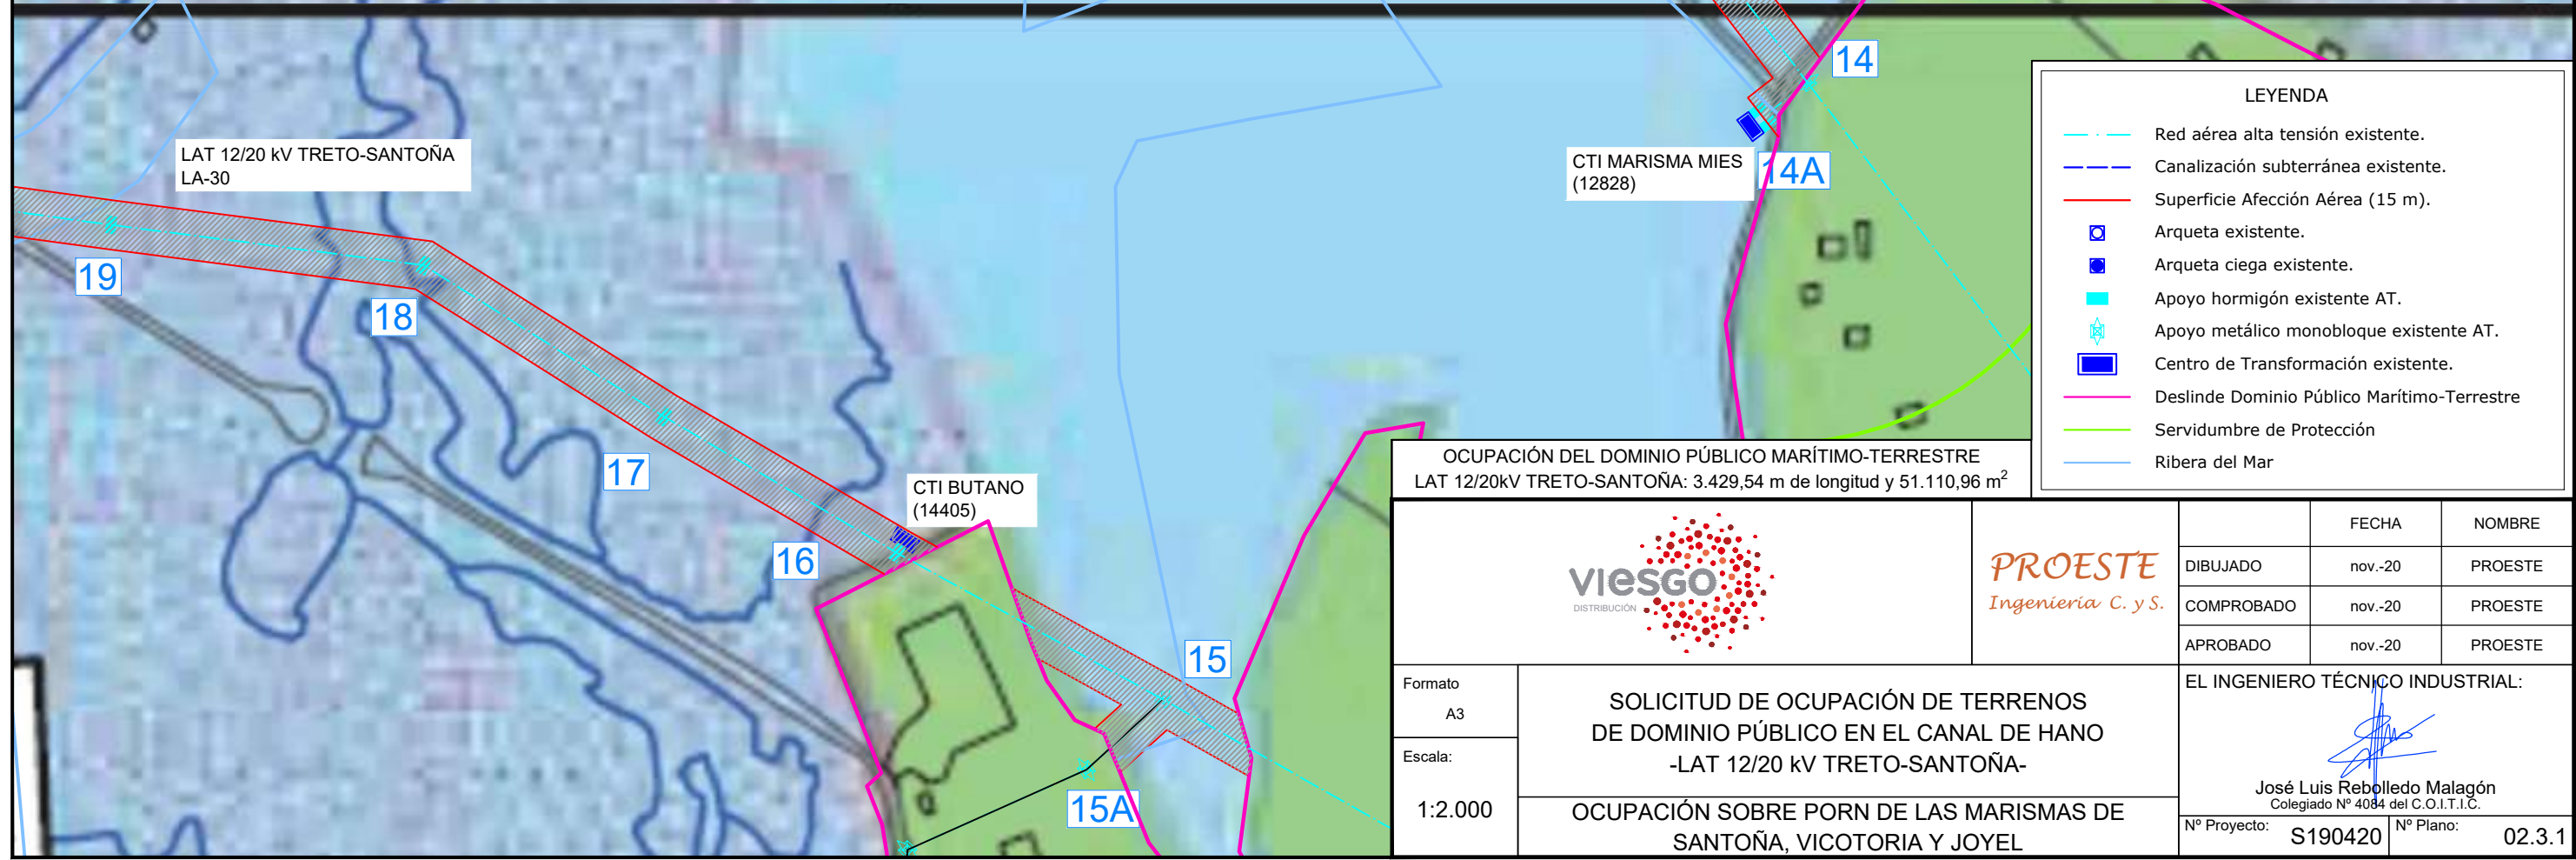 14
LEYENDA
Red aérea alta tensión existente.
Canalización subterránea existente.
Superficie Afección Aérea (15 m).
Arqueta existente.
Arqueta ciega existente.
Apoyo hormigón existente AT.
Apoyo metálico monobloque existente AT.
Centro de Transformación existente.
Deslinde Dominio Público Marítimo-Terrestre
Servidumbre de Protección
Ribera del Mar
LAT 12/20 kV TRETO-SANTOÑA
LA-30
CTI MARISMA MIES
(12828)
14A
19
18
17
CTI BUTANO
(14405)
16
15
15A
OCUPACIÓN DEL DOMINIO PÚBLICO MARÍTIMO-TERRESTRE
LAT 12/20kV TRETO-SANTOÑA: 3.429,54 m de longitud y 51.110,96 m²
viesgo
DISTRIBUCIÓN
PROESTE
Ingeniería C. y S.
FECHA NOMBRE
DIBUJADO nov.-20 PROESTE
COMPROBADO nov.-20 PROESTE
APROBADO nov.-20 PROESTE
Formato
A3
Escala:
1:2.000
SOLICITUD DE OCUPACIÓN DE TERRENOS
DE DOMINIO PÚBLICO EN EL CANAL DE HANO
-LAT 12/20 kV TRETO-SANTOÑA-
OCUPACIÓN SOBRE PORN DE LAS MARISMAS DE
SANTOÑA, VICOTORIA Y JOYEL
EL INGENIERO TÉCNICO INDUSTRIAL:
José Luis Rebolledo Malagón
Colegiado Nº 4084 del C.O.I.T.I.C.
Nº Proyecto: S190420
Nº Plano: 02.3.1